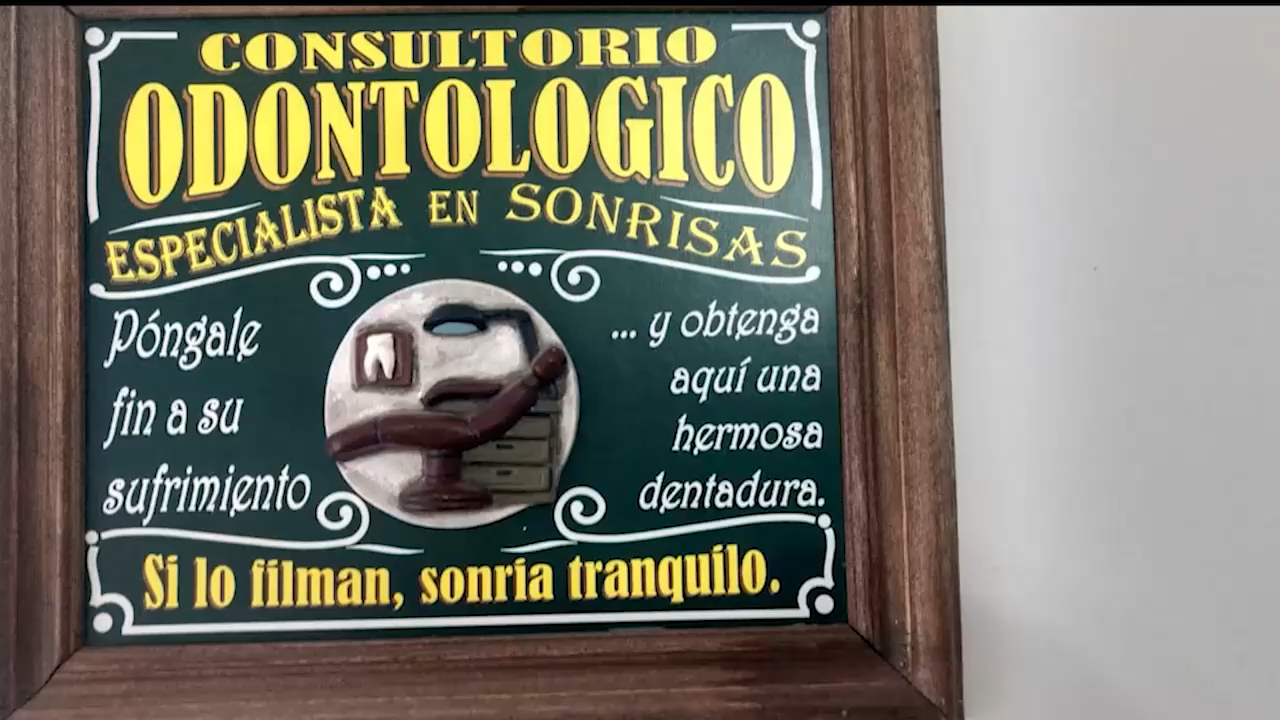 CONSULTORIO
ODONTOLOGICO
ESPECIALISTA EN SONRISAS
Póngale
fin a su
sufrimiento
... y obtenga
aquí una
hermosa
dentadura.
Si lo filman, sonria tranquilo.